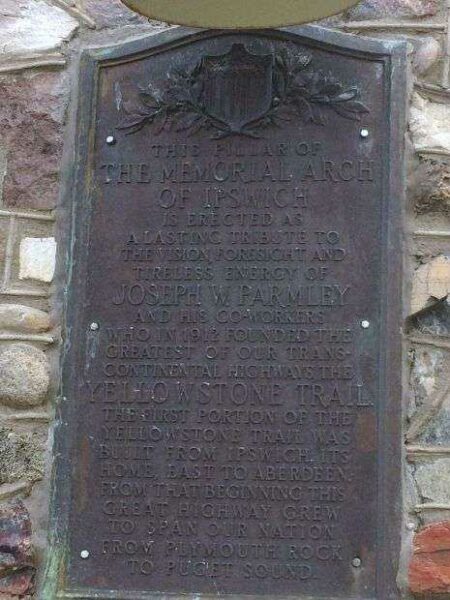 THIS PILLAR OF
THE MEMORIAL ARCH
OF IPSWICH
IS ERECTED AS
A LASTING TRIBUTE TO
THE VISION, FORESIGHT AND
TIRELESS ENERGY OF
JOSEPH W. PARMLEY
AND HIS CO-WORKERS
WHO IN 1912 FOUNDED THE
GREATEST OF OUR TRANS-
CONTINENTAL HIGHWAYS THE
YELLOWSTONE TRAIL
THE FIRST PORTION OF THE
YELLOWSTONE TRAIL WAS
BUILT FROM IPSWICH, ITS
HOME, EAST TO ABERDEEN.
FROM THAT BEGINNING THIS
GREAT HIGHWAY GREW
TO SPAN OUR NATION
FROM PLYMOUTH ROCK
TO PUGET SOUND.